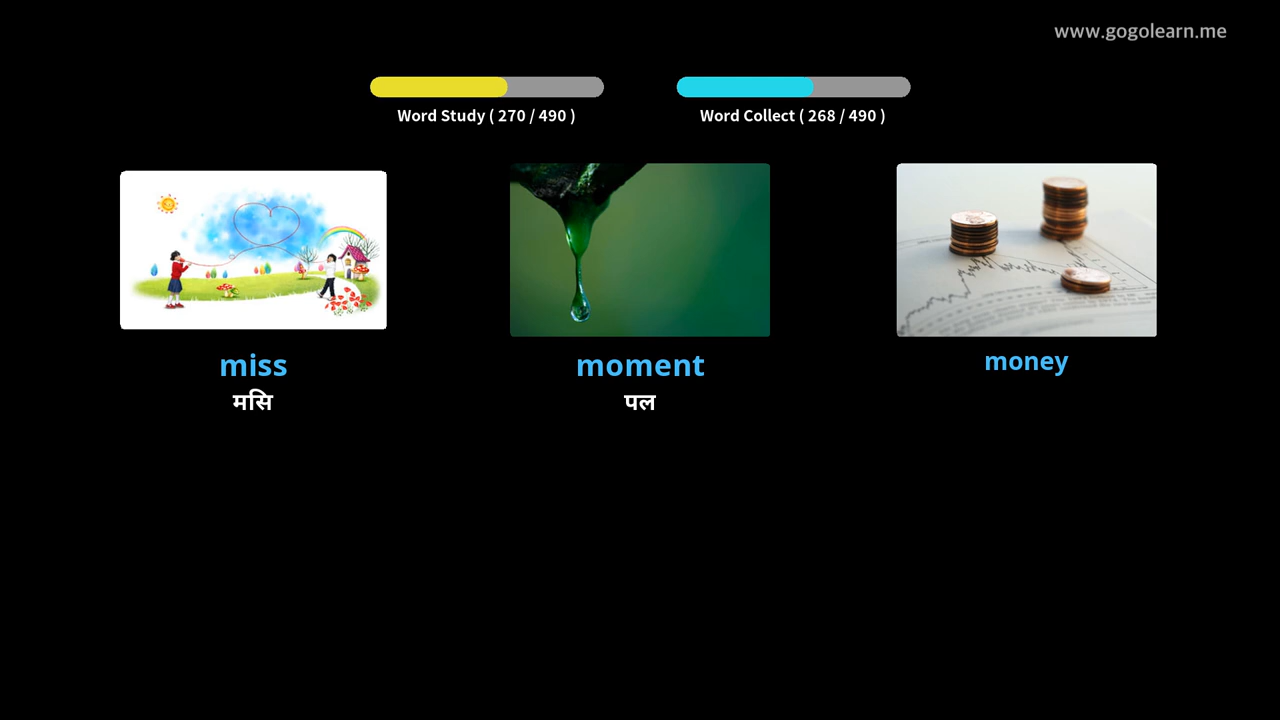 www.gogolearn.me
Word Study ( 270 / 490 )
Word Collect ( 268 / 490 )
miss
मसि
moment
पल
money